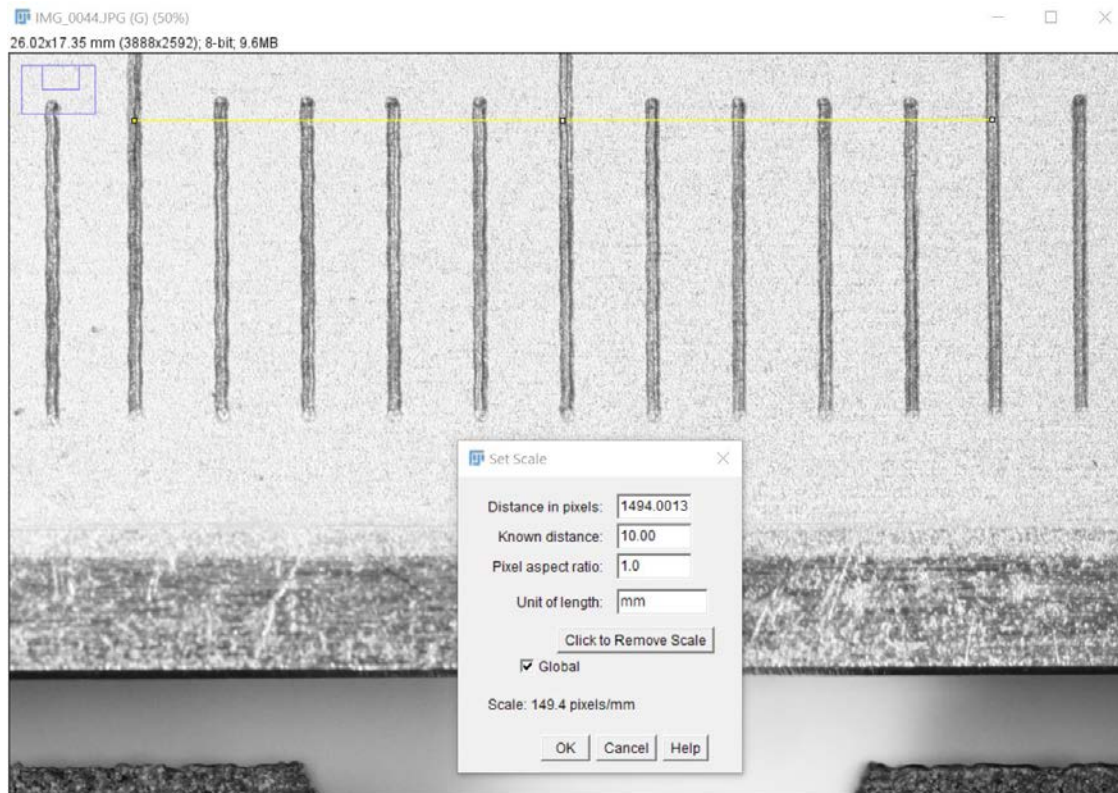 IMG_0044.JPG (G) (50%)
26.02x17.35 mm (3888x2592); 8-bit; 9.6MB
Set Scale
Distance in pixels: 1494.0013
Known distance: 10.00
Pixel aspect ratio: 1.0
Unit of length: mm
Click to Remove Scale
Global
Scale: 149.4 pixels/mm
OK Cancel Help